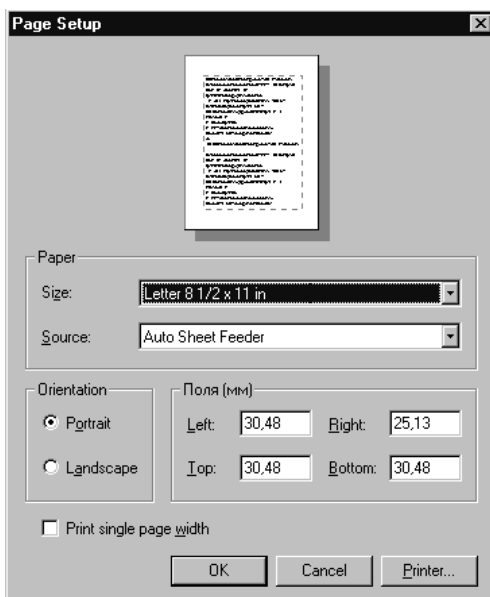 Page Setup
Paper
Size: Letter 8 1/2 x 11 in
Source: Auto Sheet Feeder
Orientation
Portrait
Landscape
Поля (мм)
Left: 30,48 Right: 25,13
Top: 30,48 Bottom: 30,48
Print single page width
OK Cancel Printer...